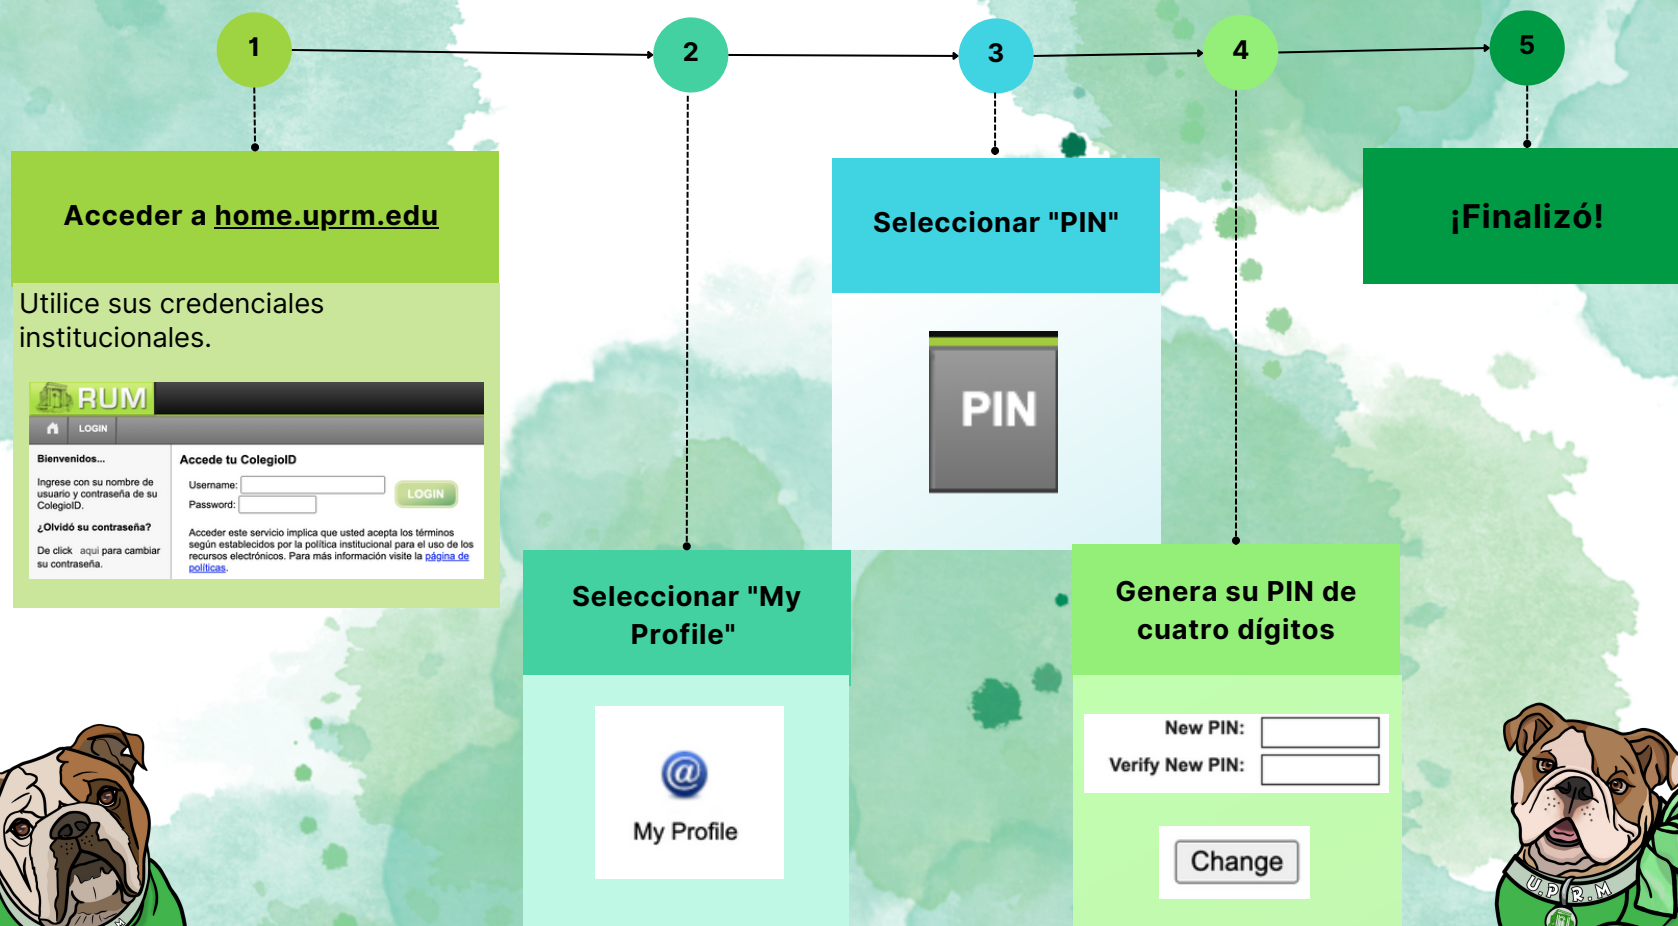 1
2
3
4
5
Acceder a home.uprm.edu
Utilice sus credenciales
institucionales.
RUM
LOGIN
Bienvenidos...
Ingrese con su nombre de
usuario y contraseña de su
ColegioID.
¿Olvidó su contraseña?
De click aqui para cambiar
su contraseña.
Accede tu ColegioID
Username:
Password:
LOGIN
Acceder este servicio implica que usted acepta los términos
según establecidos por la política institucional para el uso de los
recursos electrónicos. Para más información visite la página de
políticas.
Seleccionar "My
Profile"
@
My Profile
Seleccionar "PIN"
PIN
Genera su PIN de
cuatro dígitos
New PIN:
Verify New PIN:
Change
¡Finalizó!
U.P.R.M